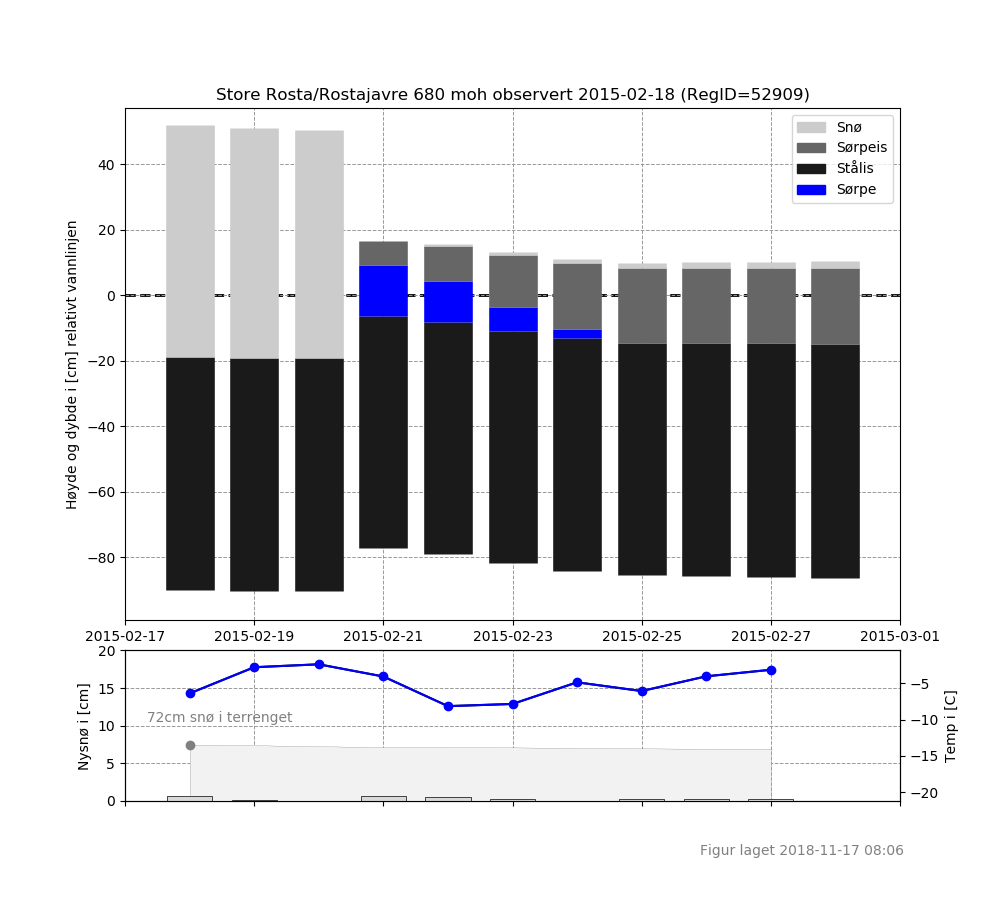 Store Rosta/Rostajavre 680 moh observert 2015-02-18 (RegID=52909)
Snø
Sørpeis
Stålis
Sørpe
Høyde og dybde i [cm] relativt vannlinjen
40
20
0
−20
−40
−60
−80
2015-02-17 2015-02-19 2015-02-21 2015-02-23 2015-02-25 2015-02-27 2015-03-01
Nysnø i [cm]
20
15
10
5
0
72cm snø i terrenget
−5
−10
−15
−20
Temp i [C]
Figur laget 2018-11-17 08:06